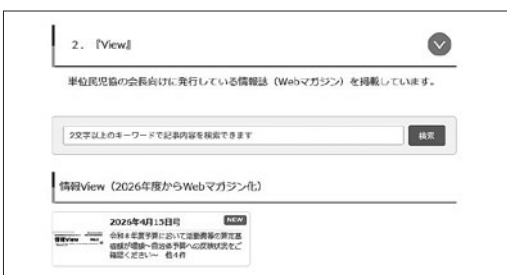 2. 『View』
単位民児協の会長向けに発行している情報誌（Webマガジン）を掲載しています。
2文字以上のキーワードで記事内容を検索できます
検索
情報View（2026年度からWebマガジン化）
2026年4月15日号
NEW
令和8年度予算において活動費等の算定基
礎額が増額～自治体予算への反映状況をご
確認ください～ 他4件
情報View